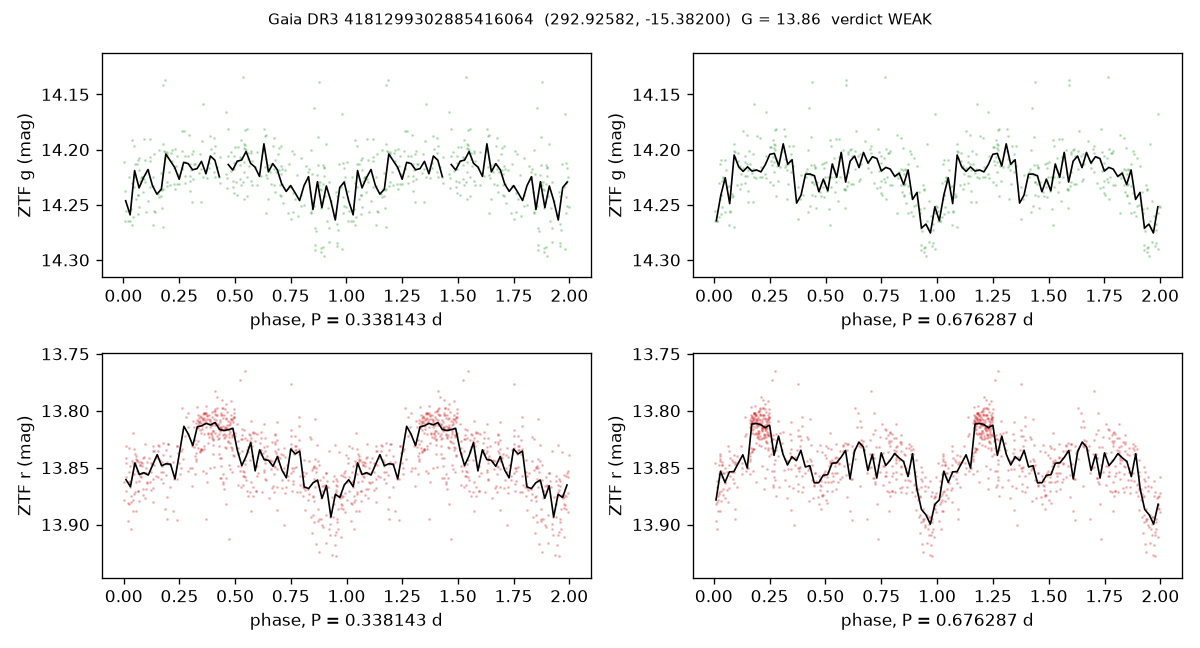 Gaia DR3 4181299302885416064  (292.92582, -15.38200)  G = 13.86  verdict WEAK
ZTF g (mag)
14.15
14.20
14.25
14.30
0.00 0.25 0.50 0.75 1.00 1.25 1.50 1.75 2.00
phase, P = 0.338143 d
ZTF g (mag)
14.15
14.20
14.25
14.30
0.00 0.25 0.50 0.75 1.00 1.25 1.50 1.75 2.00
phase, P = 0.676287 d
ZTF r (mag)
13.75
13.80
13.85
13.90
0.00 0.25 0.50 0.75 1.00 1.25 1.50 1.75 2.00
phase, P = 0.338143 d
ZTF r (mag)
13.75
13.80
13.85
13.90
0.00 0.25 0.50 0.75 1.00 1.25 1.50 1.75 2.00
phase, P = 0.676287 d